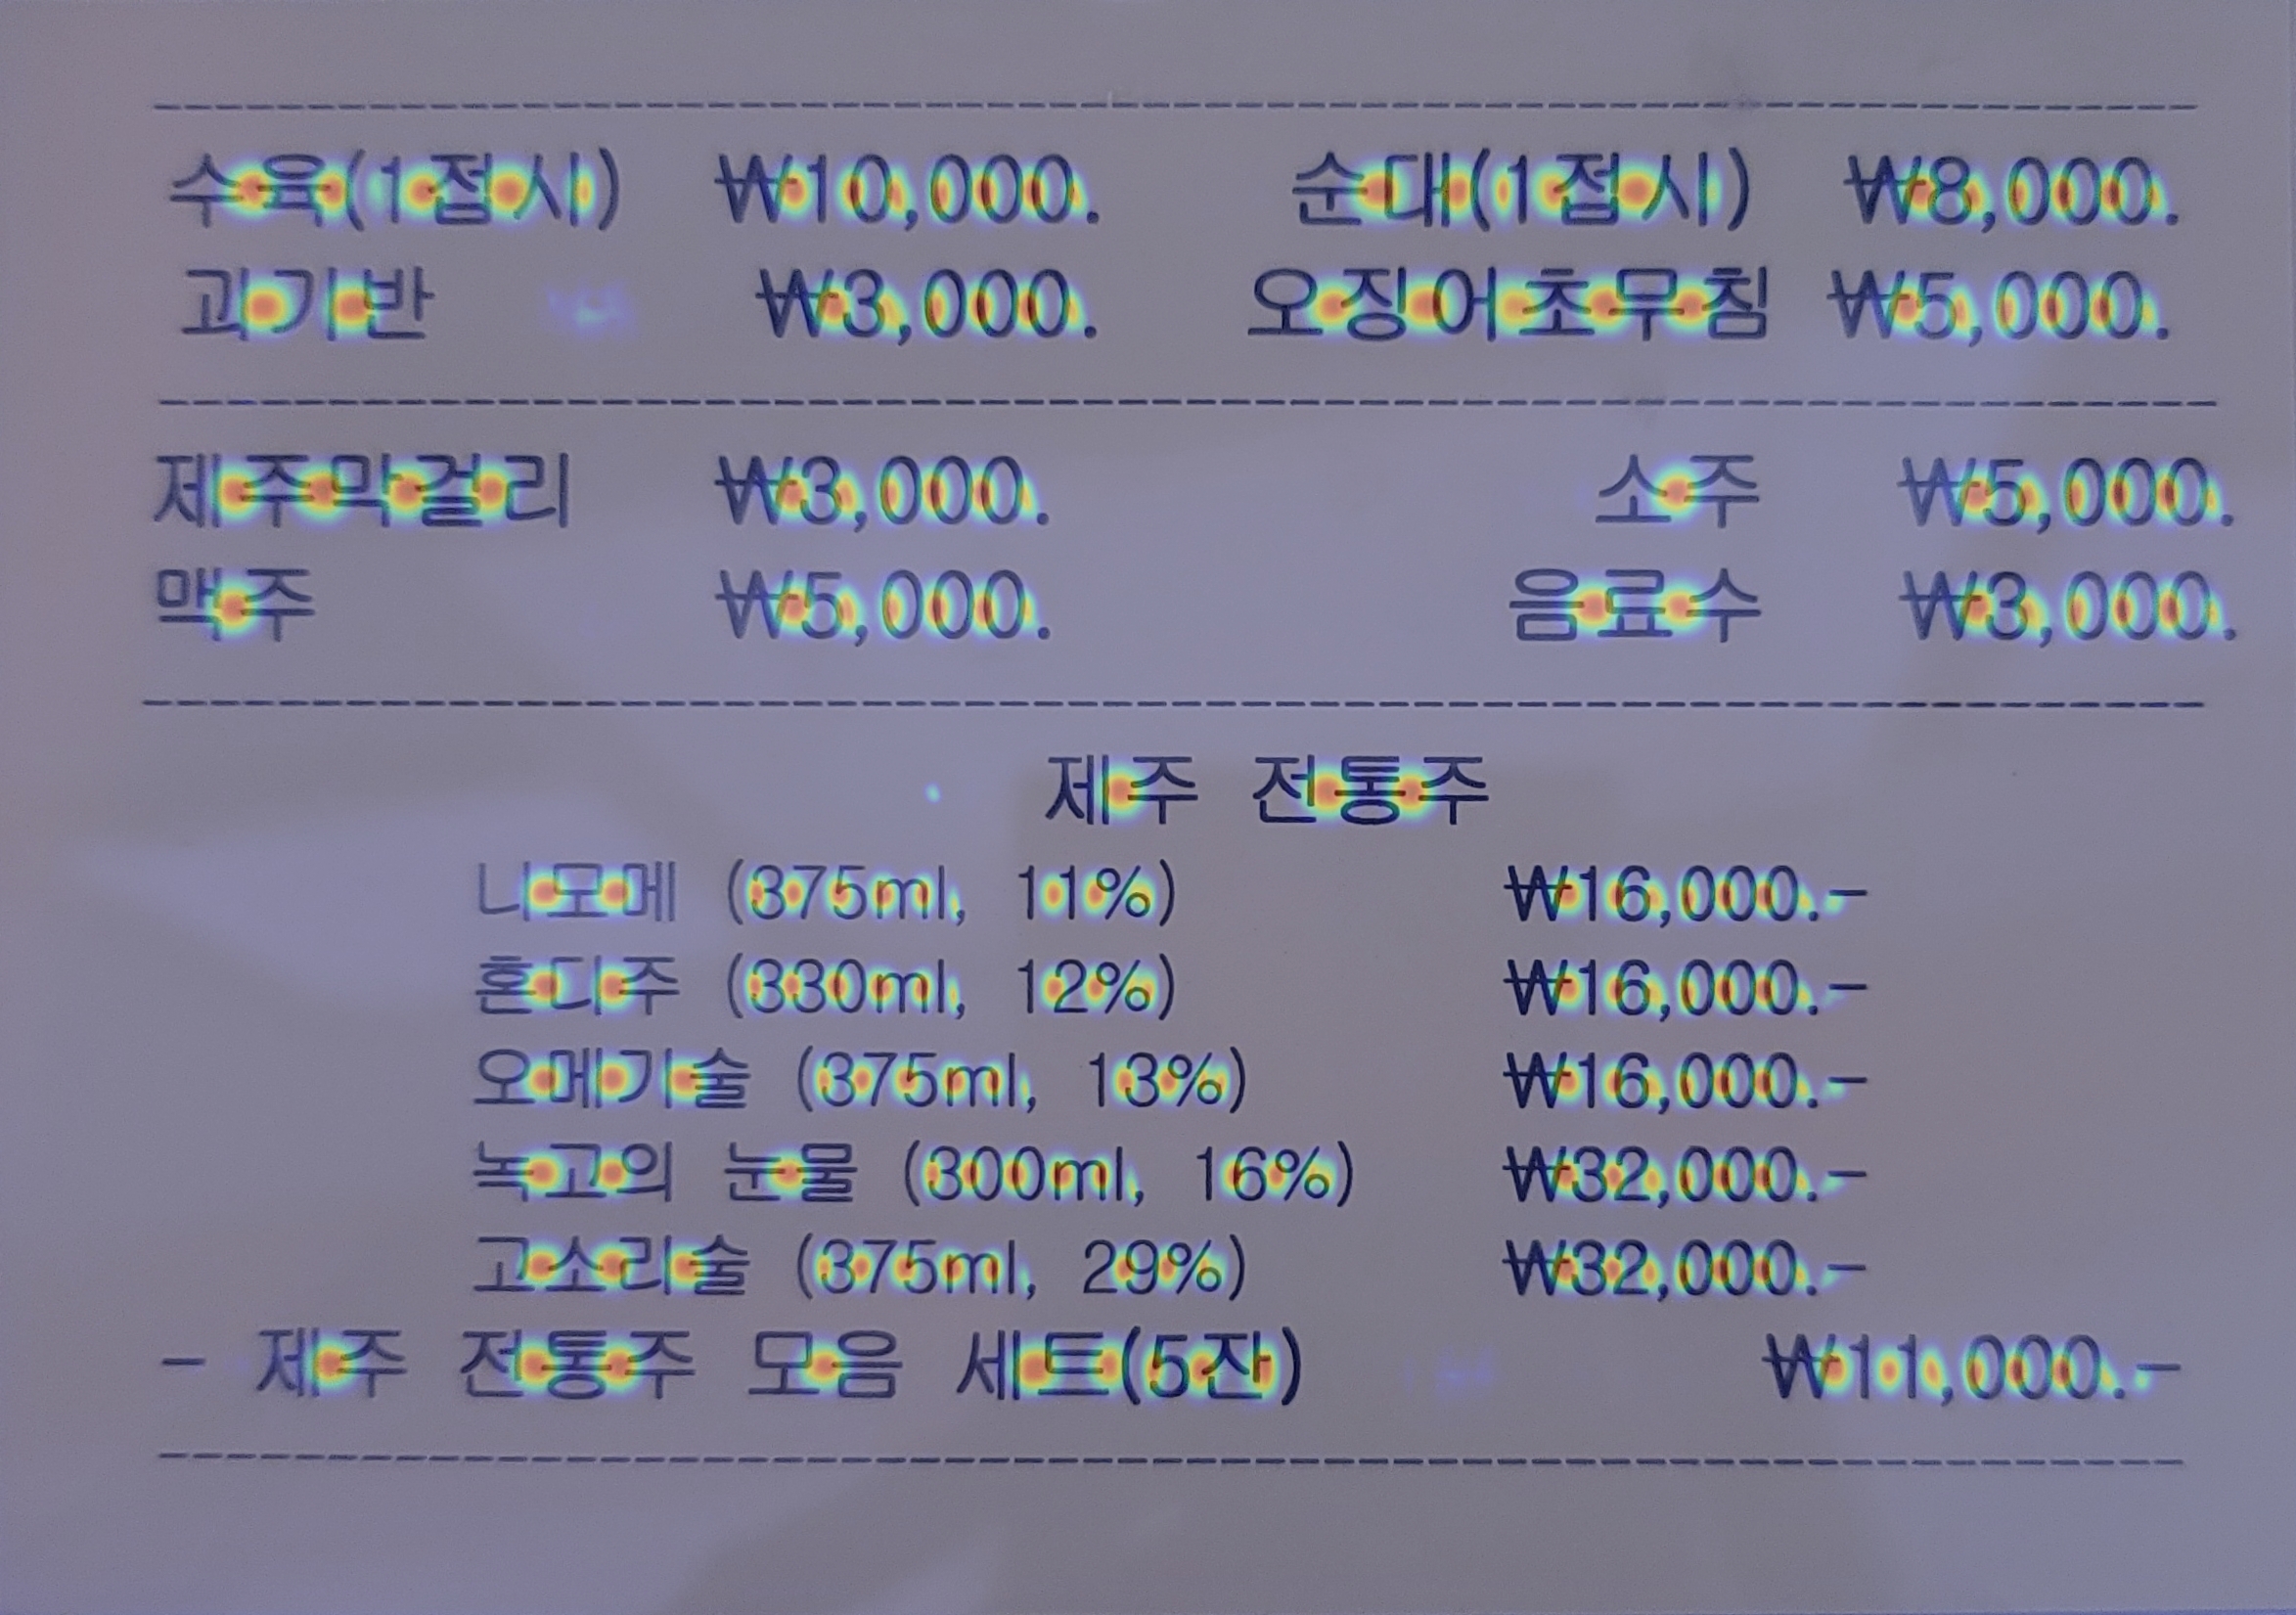 수육(1접시) ₩10,000. 순대(1접시) ₩8,000.
괴기반 ₩3,000. 오징어초무침 ₩5,000.
제주막걸리 ₩3,000. 소주 ₩5,000.
맥주 ₩5,000. 음료수 ₩3,000.
제주 전통주
니모메 (375ml, 11%) ₩16,000.-
혼디주 (330ml, 12%) ₩16,000.-
오메기술 (375ml, 13%) ₩16,000.-
녹고의 눈물 (300ml, 16%) ₩32,000.-
고소리술 (375ml, 29%) ₩32,000.-
- 제주 전통주 모음 세트(5잔) ₩11,000.-